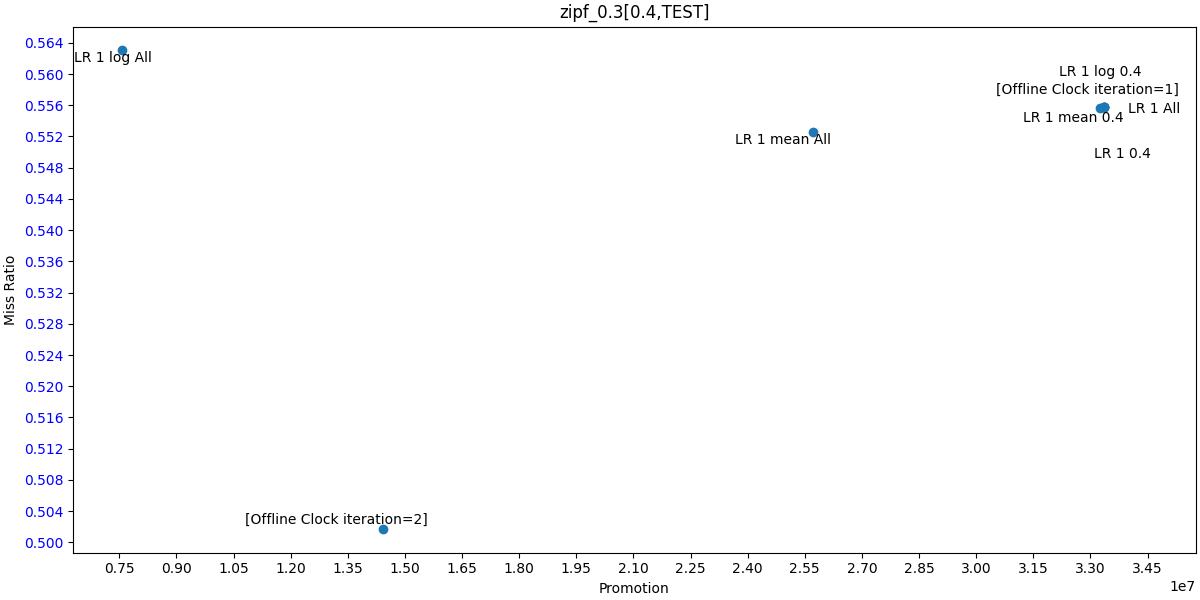 zipf_0.3[0.4,TEST]
Miss Ratio
0.564
0.560
0.556
0.552
0.548
0.544
0.540
0.536
0.532
0.528
0.524
0.520
0.516
0.512
0.508
0.504
0.500
LR 1 log All
LR 1 log 0.4
[Offline Clock iteration=1]
LR 1 All
LR 1 mean 0.4
LR 1 mean All
LR 1 0.4
[Offline Clock iteration=2]
0.75 0.90 1.05 1.20 1.35 1.50 1.65 1.80 1.95 2.10 2.25 2.40 2.55 2.70 2.85 3.00 3.15 3.30 3.45
1e7
Promotion